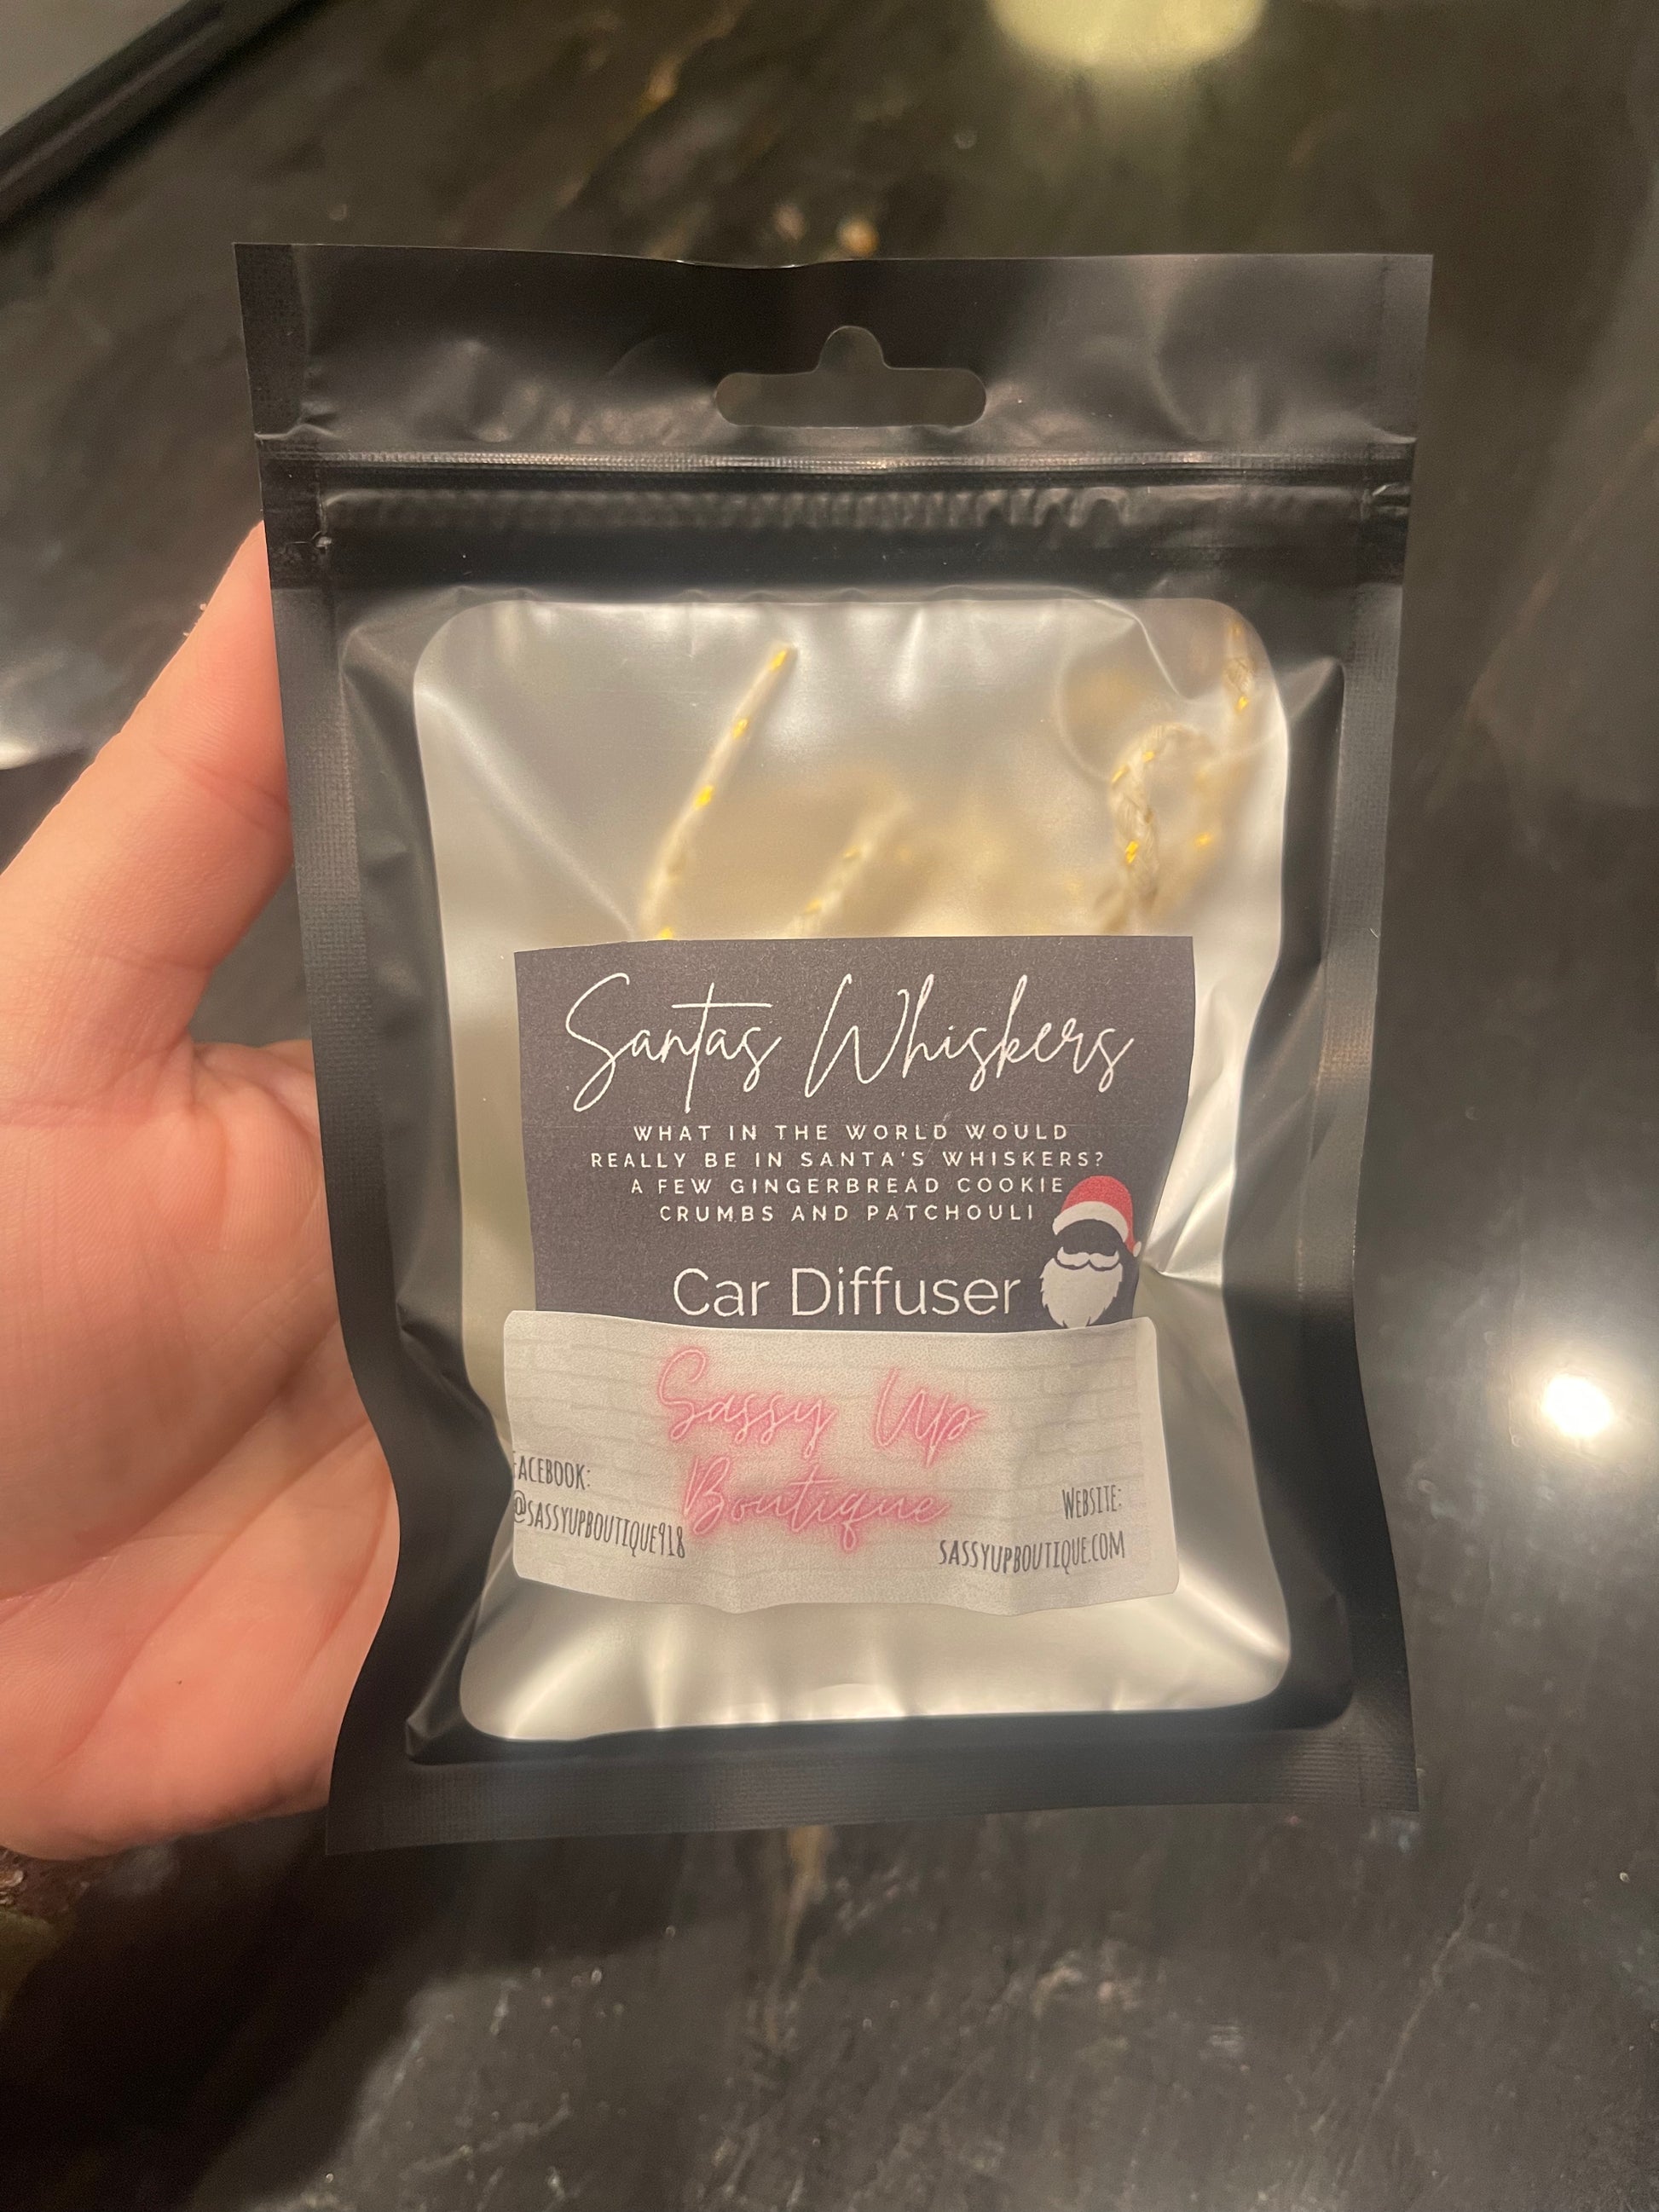 Santas Whiskers
WHAT IN THE WORLD WOULD
REALLY BE IN SANTA'S WHISKERS?
A FEW GINGERBREAD COOKIE
CRUMBS AND PATCHOULI
Car Diffuser
Sassy Up
Boutique
FACEBOOK:
@SASSYUPBOUTIQUE918
WEBSITE:
SASSYUPBOUTIQUE.COM